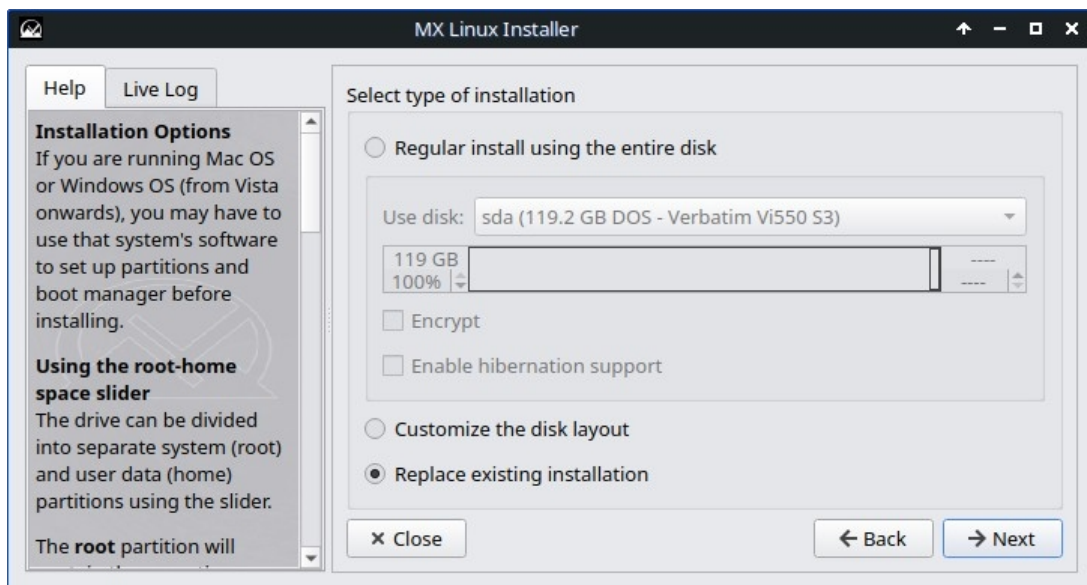 MX Linux Installer
Help
Live Log
Installation Options
If you are running Mac OS
or Windows OS (from Vista
onwards), you may have to
use that system's software
to set up partitions and
boot manager before
installing.
Using the root-home
space slider
The drive can be divided
into separate system (root)
and user data (home)
partitions using the slider.
The root partition will
Select type of installation
Regular install using the entire disk
Use disk: sda (119.2 GB DOS - Verbatim Vi550 S3)
119 GB ----
100% ----
Encrypt
Enable hibernation support
Customize the disk layout
Replace existing installation
Close
Back
Next